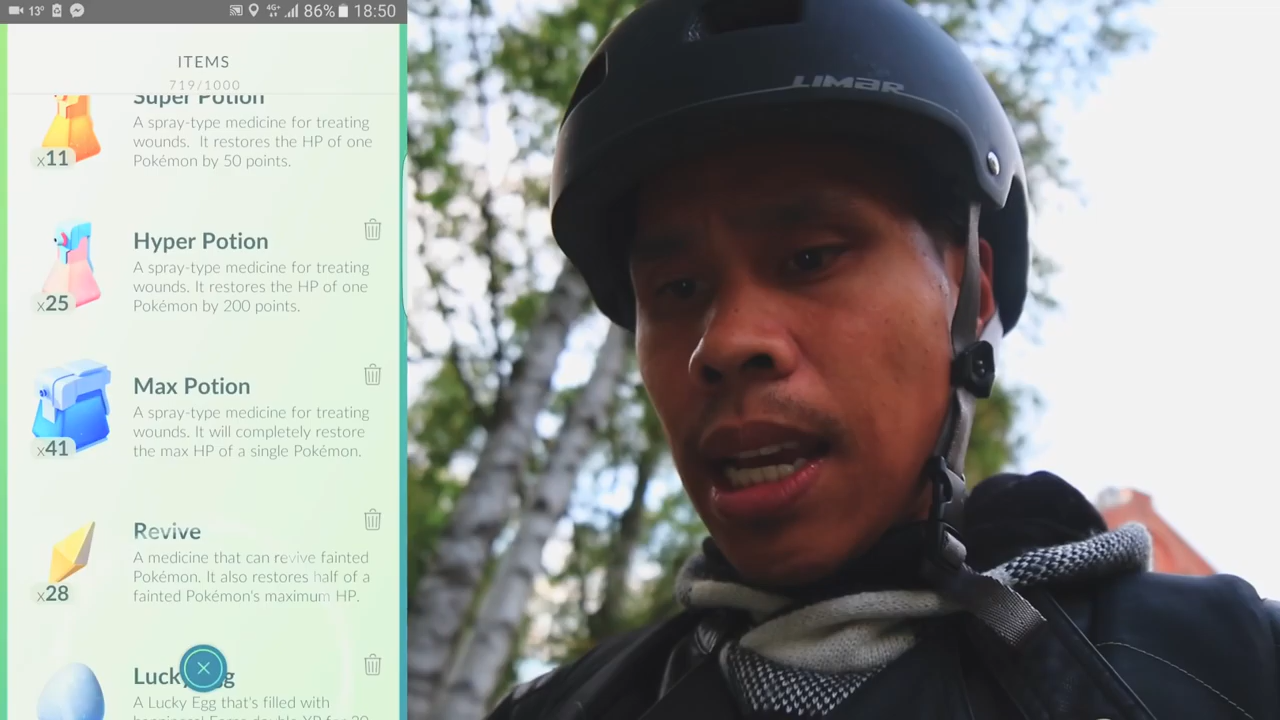 13° 4G+ 86% 18:50
ITEMS
719/1000
Super Potion
A spray-type medicine for treating
wounds. It restores the HP of one
Pokémon by 50 points.
x11
Hyper Potion
A spray-type medicine for treating
wounds. It restores the HP of one
Pokémon by 200 points.
x25
Max Potion
A spray-type medicine for treating
wounds. It will completely restore
the max HP of a single Pokémon.
x41
Revive
A medicine that can revive fainted
Pokémon. It also restores half of a
fainted Pokémon's maximum HP.
x28
Lucky Egg
A Lucky Egg that's filled with
LIMAR